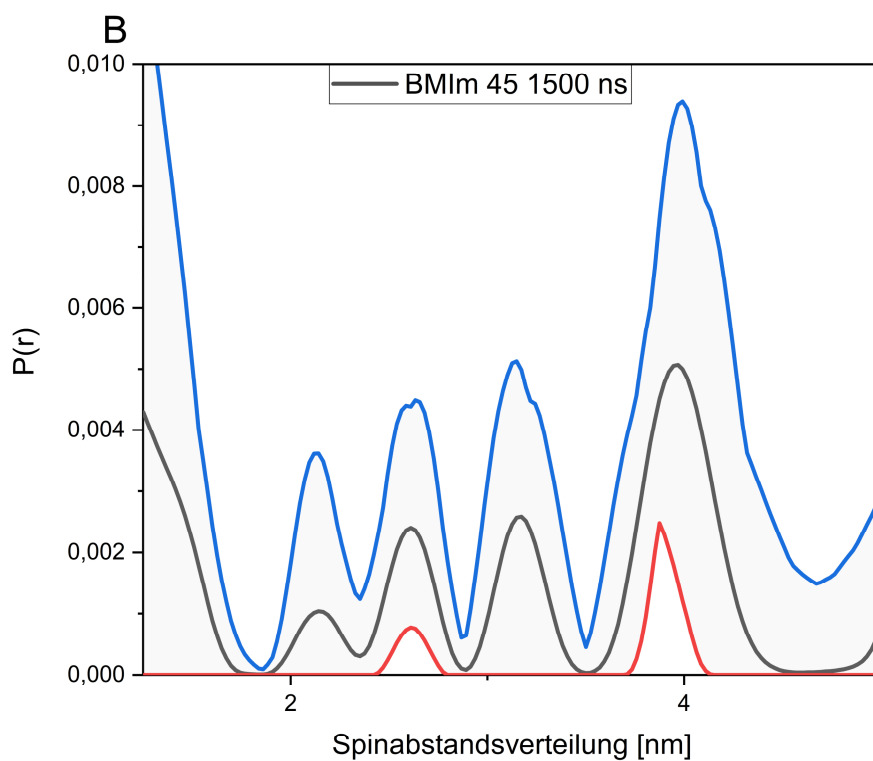 B
0,010
BMIm 45 1500 ns
0,008
0,006
P(r)
0,004
0,002
0,000
2
4
Spinabstandsverteilung [nm]